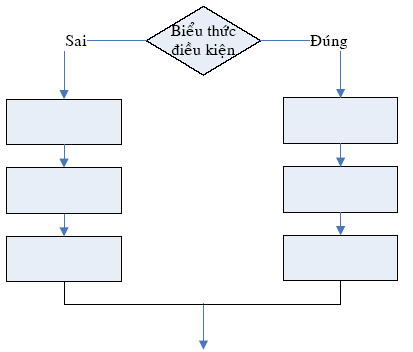 Biểu thức
điều kiện
Sai
Đúng